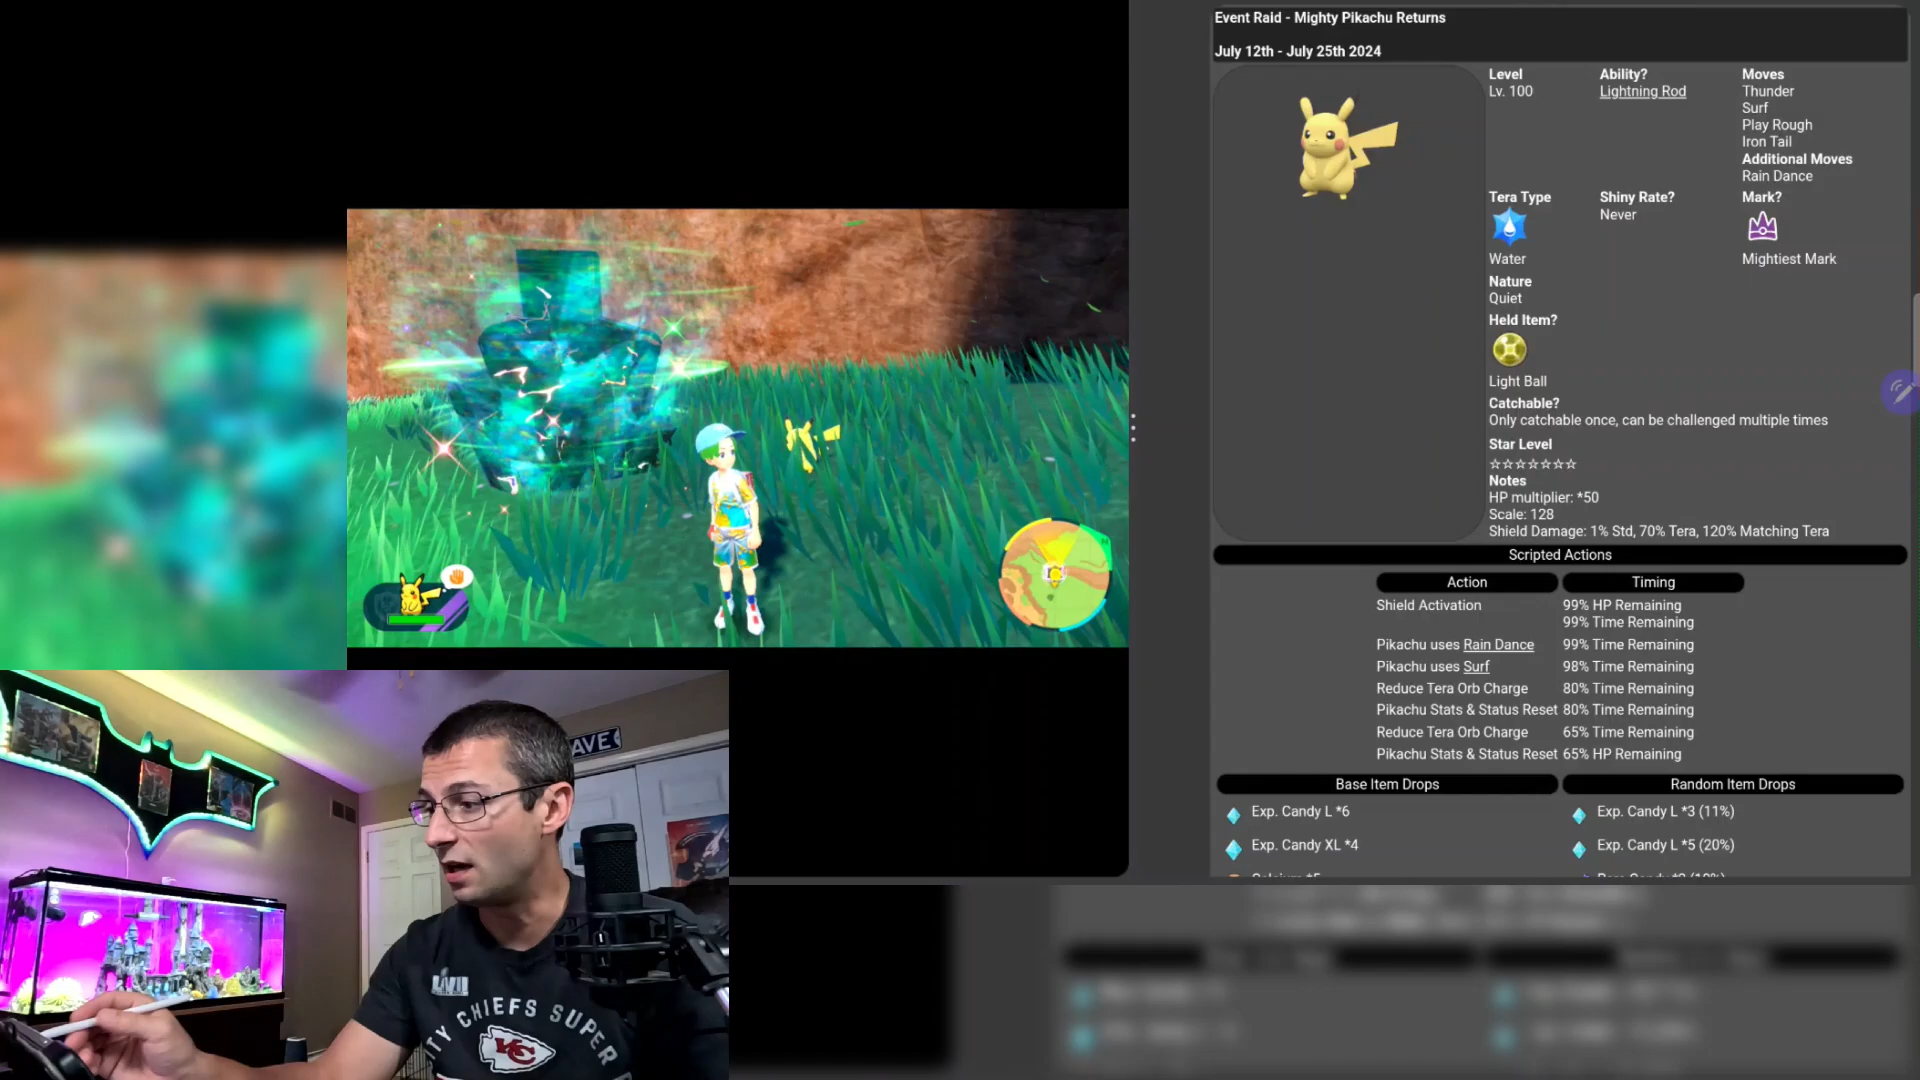 Event Raid - Mighty Pikachu Returns
July 12th - July 25th 2024
Level
Lv. 100
Ability?
Lightning Rod
Moves
Thunder
Surf
Play Rough
Iron Tail
Additional Moves
Rain Dance
Tera Type
Water
Shiny Rate?
Never
Mark?
Mightiest Mark
Nature
Quiet
Held Item?
Light Ball
Catchable?
Only catchable once, can be challenged multiple times
Star Level
☆☆☆☆☆☆☆
Notes
HP multiplier: *50
Scale: 128
Shield Damage: 1% Std, 70% Tera, 120% Matching Tera
Scripted Actions
Action Timing
Shield Activation 99% HP Remaining
99% Time Remaining
Pikachu uses Rain Dance 99% Time Remaining
Pikachu uses Surf 98% Time Remaining
Reduce Tera Orb Charge 80% Time Remaining
Pikachu Stats & Status Reset 80% Time Remaining
Reduce Tera Orb Charge 65% Time Remaining
Pikachu Stats & Status Reset 65% HP Remaining
Base Item Drops Random Item Drops
Exp. Candy L *6 Exp. Candy L *3 (11%)
Exp. Candy XL *4 Exp. Candy L *5 (20%)
AVE
LVII
ITY CHIEFS SUPER
KC